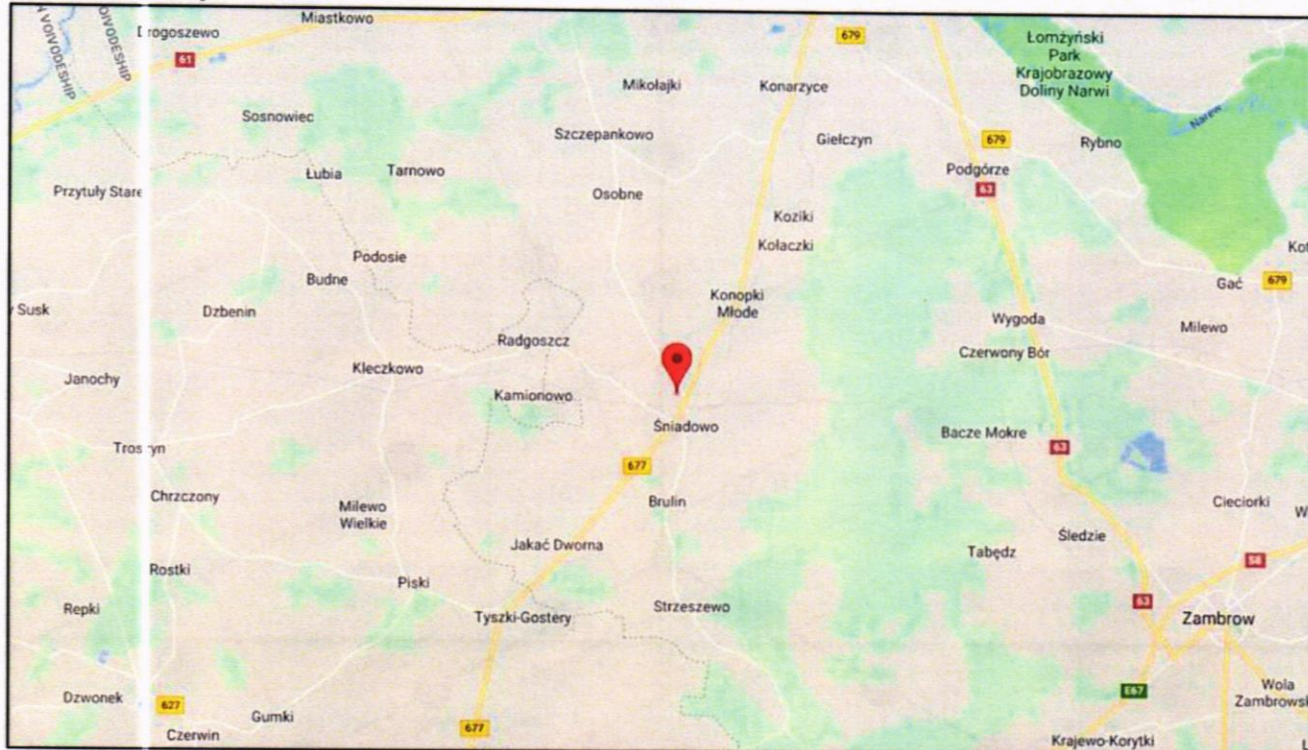 Miastkowo
Drogoszewo
N VOIVODESHIP
VOIVODESHIP
61
679
Łomżyński
Park
Krajobrazowy
Doliny Narwi
Mikołajki
Konarzyce
Sosnowiec
Szczepankowo
Giełczyn
679
Narew
Rybno
Łubia
Tarnowo
Podgórze
63
Przytuły Stare
Osobne
Koziki
Kołaczki
Podosie
Budne
Gać
679
Konopki
Młode
y Susk
Dzbenin
Wygoda
Milewo
Radgoszcz
Czerwony Bór
Kleczkowo
Janochy
Kamionowo
Śniadowo
Bacze Mokre
63
677
Chrzczony
Milewo
Wielkie
Brulin
Cieciorki
Jakać Dworna
Śledzie
Tabędz
Rostki
Piski
Repki
Tyszki-Gostery
Strzeszewo
63
Zambrow
E67
Wola
Dzwonek
627
Gumki
677
Czerwin
Krajewo-Korytki